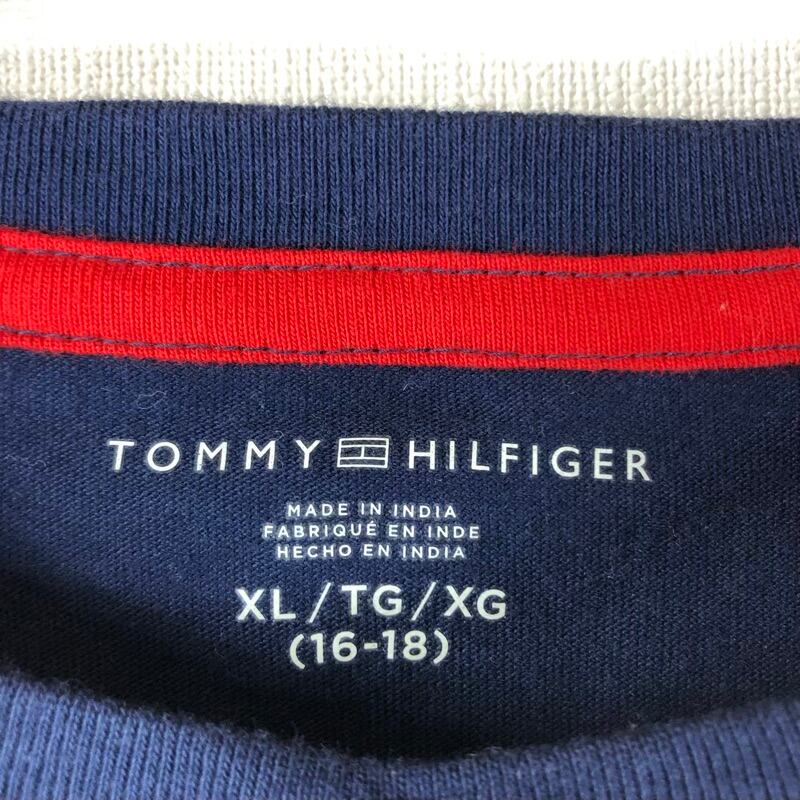 TOMMY HILFIGER
MADE IN INDIA
FABRIQUÉ EN INDE
HECHO EN INDIA
XL/TG/XG
(16-18)